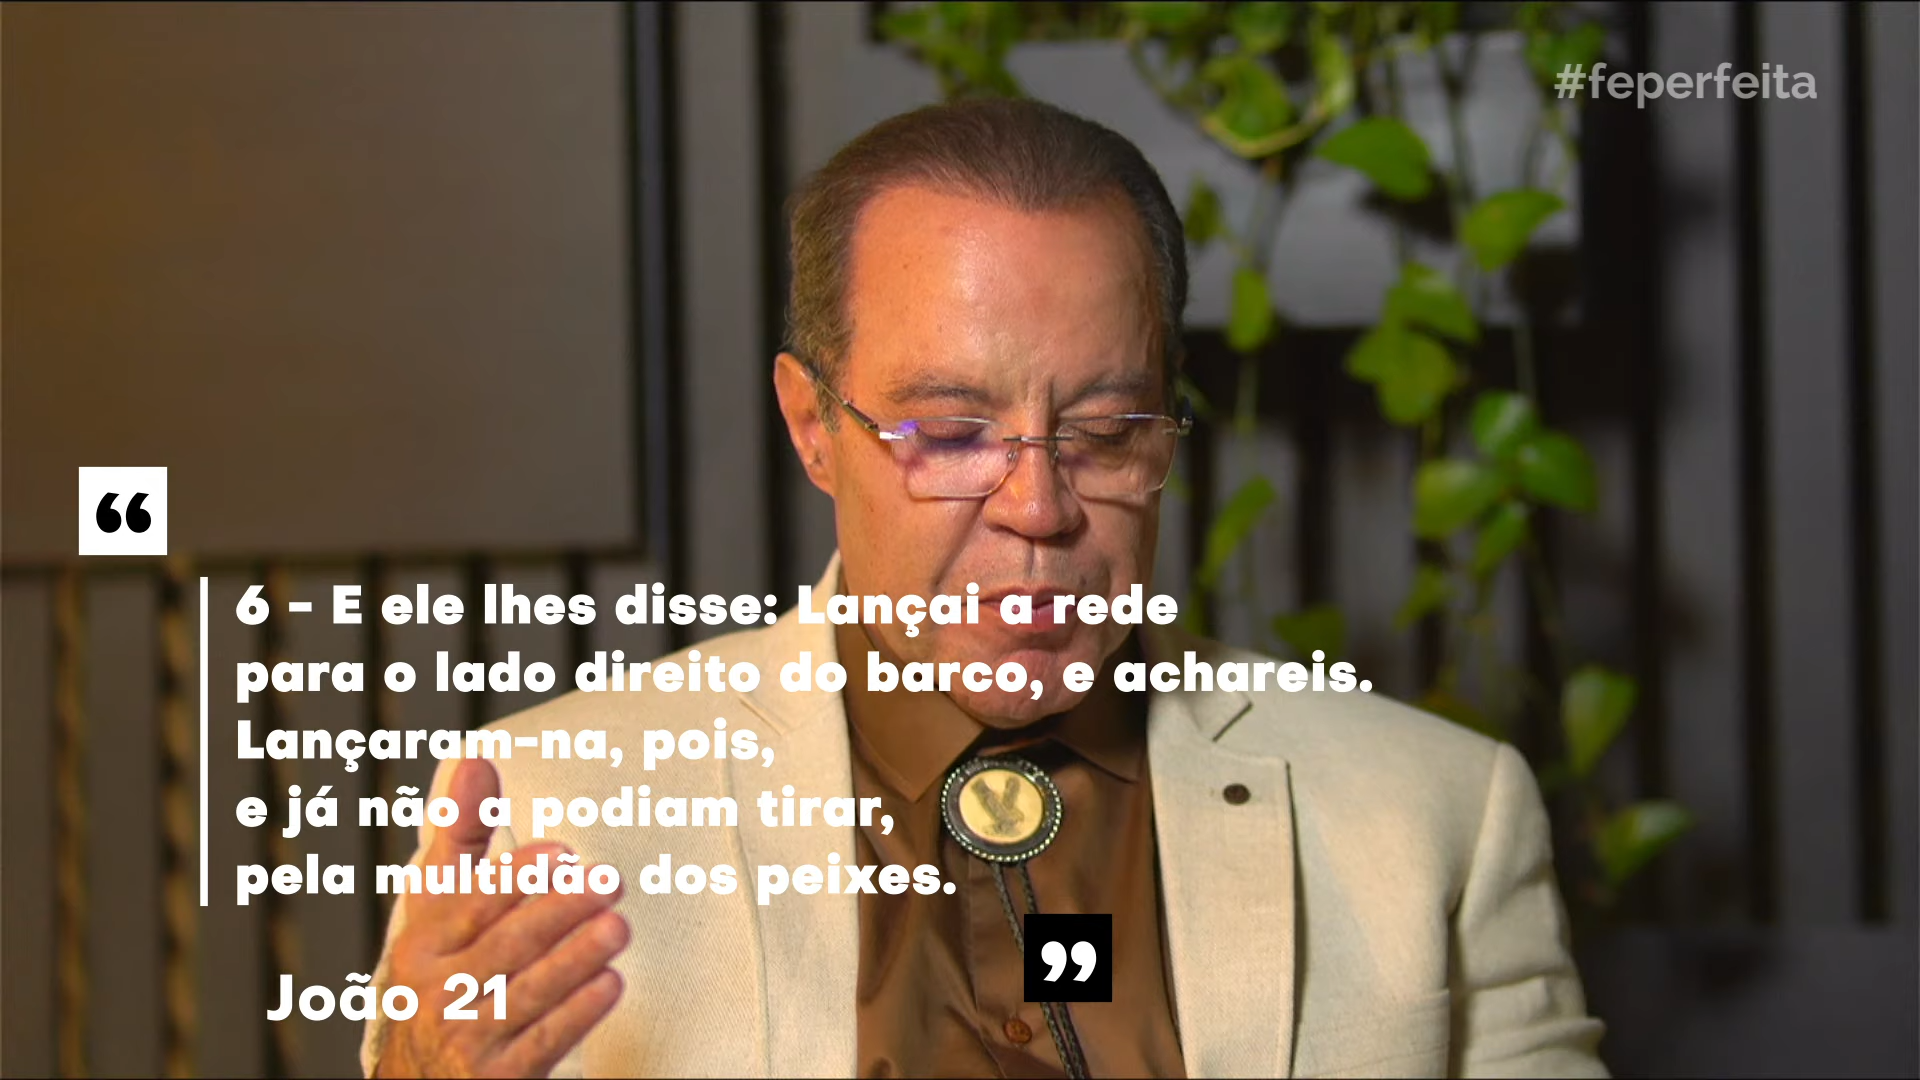 #feperfeita
“
6 - E ele lhes disse: Lançai a rede
para o lado direito do barco, e achareis.
Lançaram-na, pois,
e já não a podiam tirar,
pela multidão dos peixes.
”
João 21